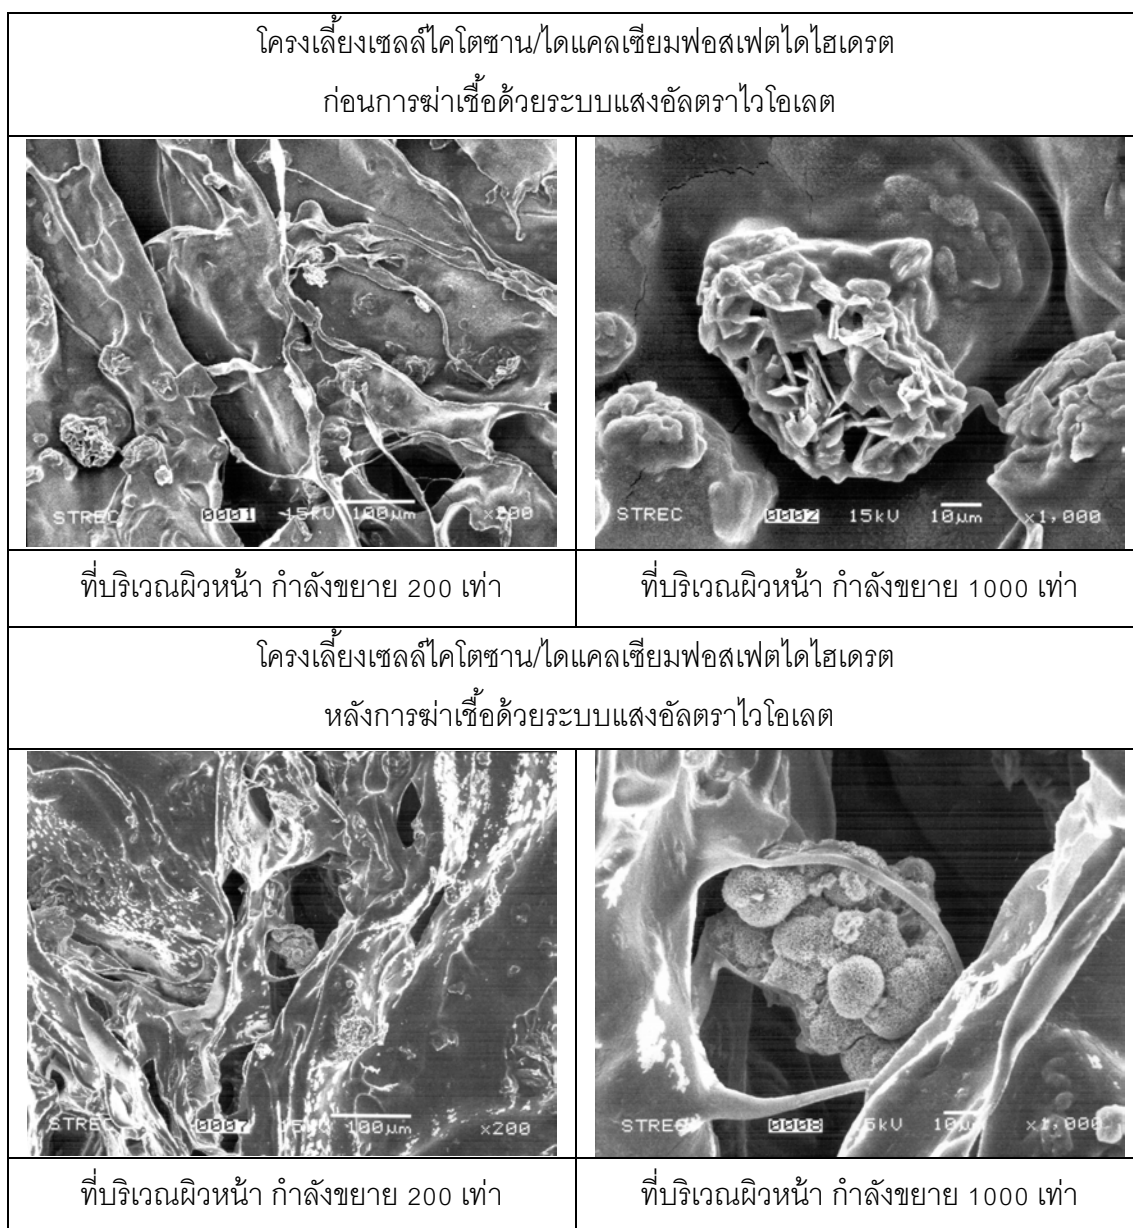 โครงเลี้ยงเซลล์ไคโตซาน/ไดแคลเซียมฟอสเฟตไดไฮเดรต
ก่อนการฆ่าเชื้อด้วยระบบแสงอัลตราไวโอเลต
STREC 0001 15kV 100µm x200
STREC 0002 15kV 10µm x1,000
ที่บริเวณผิวหน้า กำลังขยาย 200 เท่า
ที่บริเวณผิวหน้า กำลังขยาย 1000 เท่า
โครงเลี้ยงเซลล์ไคโตซาน/ไดแคลเซียมฟอสเฟตไดไฮเดรต
หลังการฆ่าเชื้อด้วยระบบแสงอัลตราไวโอเลต
STREC 0007 15kV 100µm x200
STREC 0008 15kV 10µm x1,000
ที่บริเวณผิวหน้า กำลังขยาย 200 เท่า
ที่บริเวณผิวหน้า กำลังขยาย 1000 เท่า